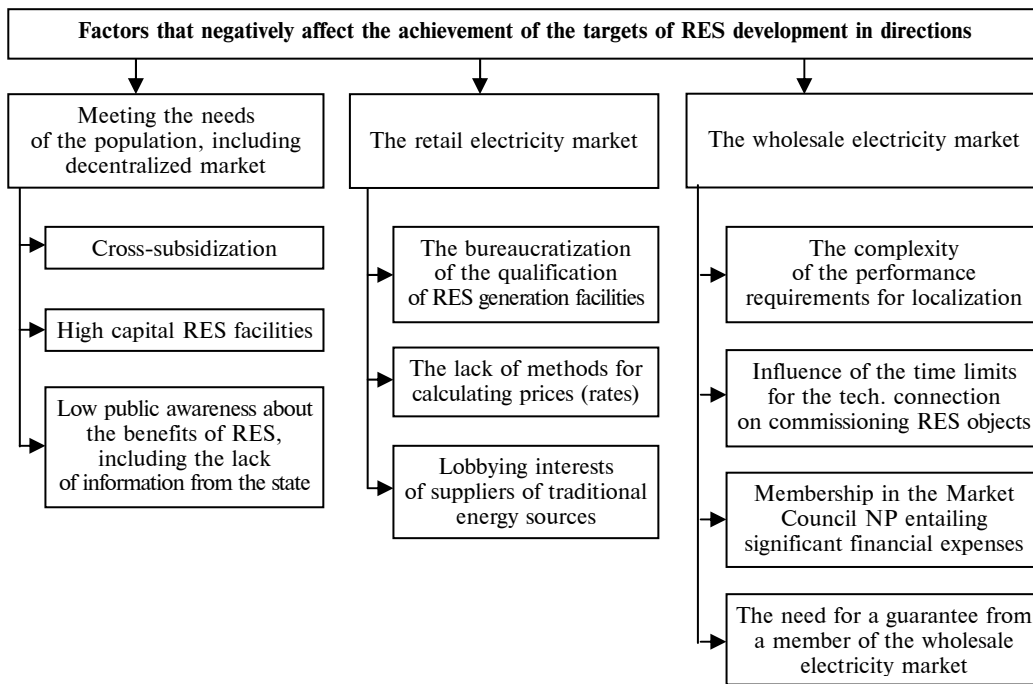 Factors that negatively affect the achievement of the targets of RES development in directions
Meeting the needs
of the population, including
decentralized market
Cross-subsidization
High capital RES facilities
Low public awareness about
the benefits of RES,
including the lack
of information from the state
The retail electricity market
The bureaucratization
of the qualification
of RES generation facilities
The lack of methods for
calculating prices (rates)
Lobbying interests
of suppliers of traditional
energy sources
The wholesale electricity market
The complexity
of the performance
requirements for localization
Influence of the time limits
for the tech. connection
on commissioning RES objects
Membership in the Market
Council NP entailing
significant financial expenses
The need for a guarantee from
a member of the wholesale
electricity market